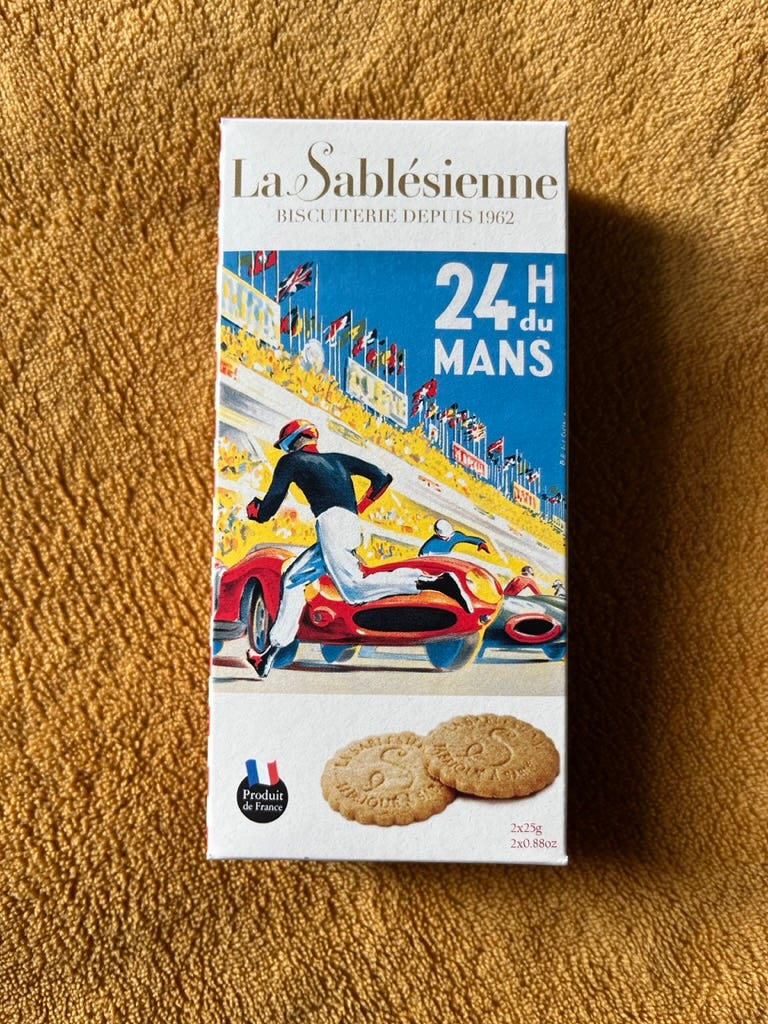 La Sablésienne
BISCUITERIE DEPUIS 1962
24 H
du
MANS
Produit
de France
2x25g
2x0.88oz